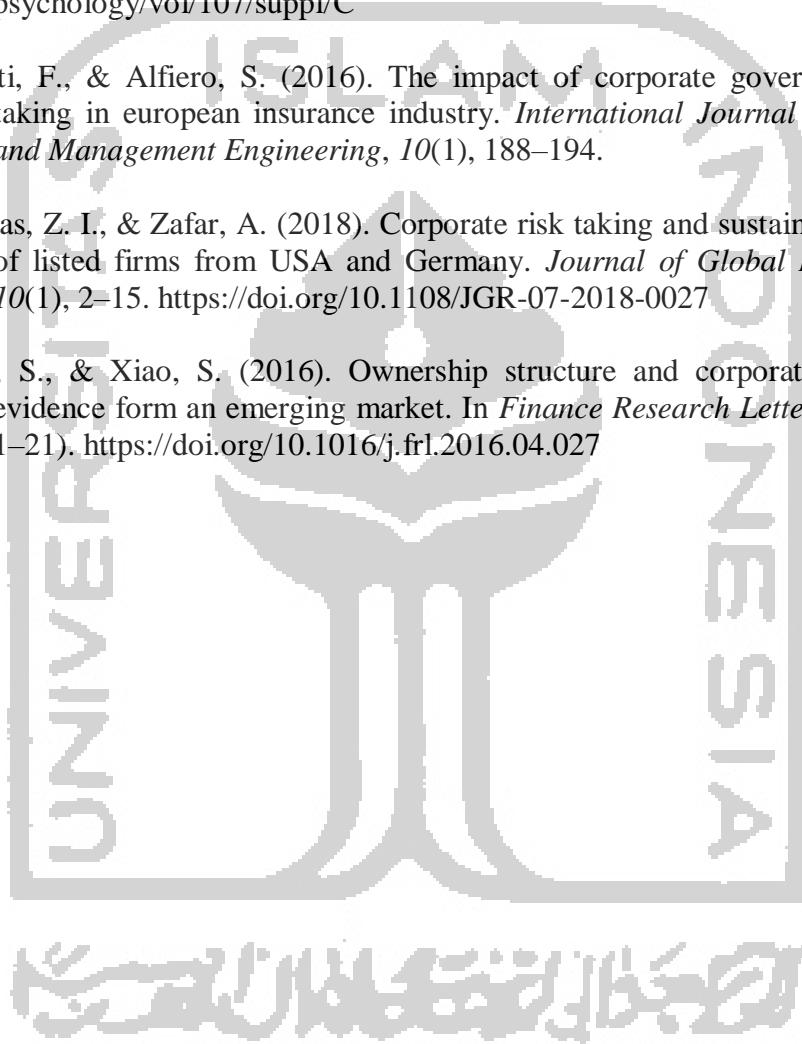 psychology/vol/107/suppl/C
ti, F., & Alfiero, S. (2016). The impact of corporate gover
taking in european insurance industry. International Journal
and Management Engineering, 10(1), 188–194.
as, Z. I., & Zafar, A. (2018). Corporate risk taking and sustain
of listed firms from USA and Germany. Journal of Global
10(1), 2–15. https://doi.org/10.1108/JGR-07-2018-0027
S., & Xiao, S. (2016). Ownership structure and corporat
evidence form an emerging market. In Finance Research Lette
1–21). https://doi.org/10.1016/j.frl.2016.04.027
ISLAM
UNIVERSITAS
INDONESIA